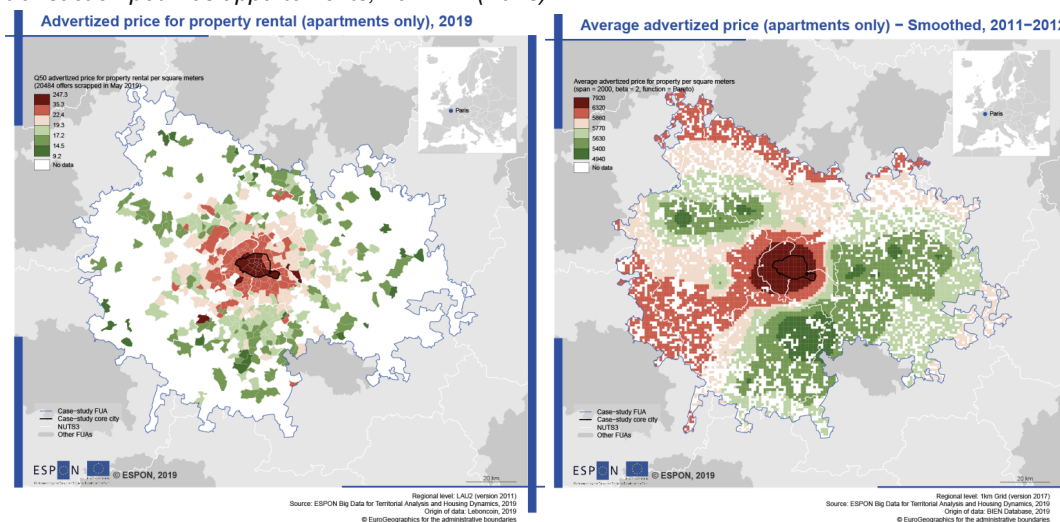 Advertized price for property rental (apartments only), 2019
Q50 advertized price for property rental per square meters
(20484 offers scrapped in May 2019)
247.3
35.3
22.4
19.3
17.2
14.5
9.2
No data
Paris
Case-study FUA
Case-study core city
NUTS3
Other FUAs
ESPON
© ESPON, 2019
20 km
Regional level: LAU2 (version 2011)
Source: ESPON Big Data for Territorial Analysis and Housing Dynamics, 2019
Origin of data: Leboncoin, 2019
© EuroGeographics for the administrative boundaries
Average advertized price (apartments only) − Smoothed, 2011−2012
Average advertized price for property per square meters
(span = 2000, beta = 2, function = Pareto)
7920
6320
5860
5770
5630
5400
4940
No data
Paris
Case-study FUA
Case-study core city
NUTS3
Other FUAs
ESPON
© ESPON, 2019
20 km
Regional level: 1km Grid (version 2017)
Source: ESPON Big Data for Territorial Analysis and Housing Dynamics, 2019
Origin of data: BIEN Database, 2019
© EuroGeographics for the administrative boundaries